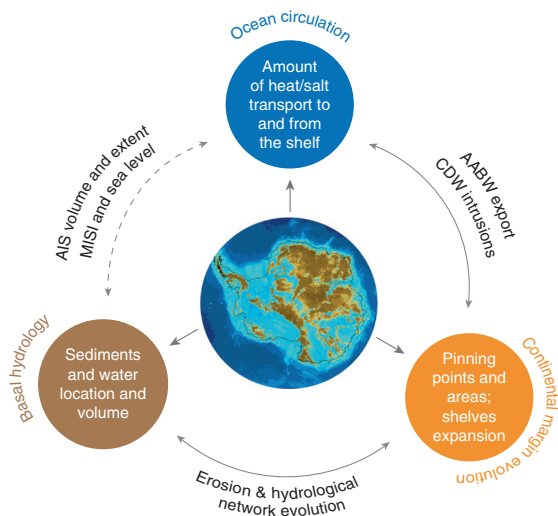 Ocean circulation
Amount
of heat/salt
transport to
and from
the shelf
AIS volume and extent
MISI and sea level
AABW export
CDW intrusions
Basal hydrology
Sediments
and water
location and
volume
Pinning
points and
areas;
shelves
expansion
Continental margin evolution
Erosion & hydrological
network evolution